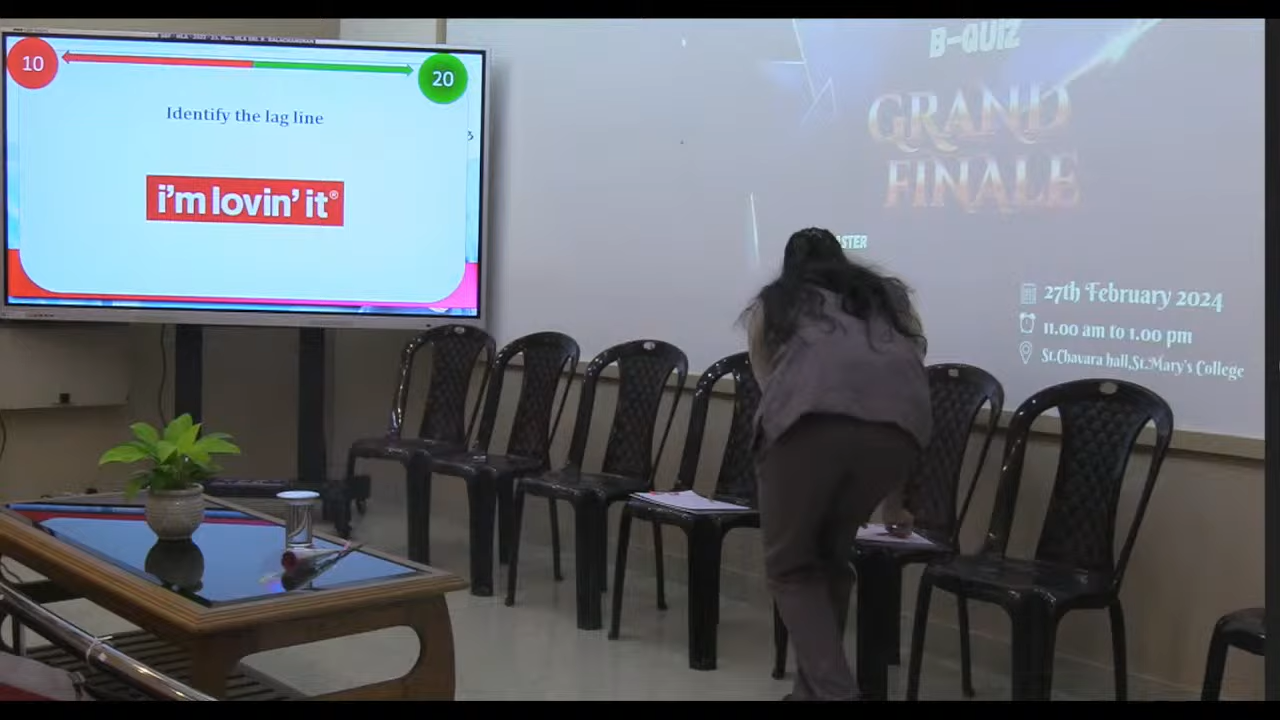 10
20
Identify the lag line
i'm lovin' it®
B-QUIZ
GRAND
FINALE
27th February 2024
11.00 am to 1.00 pm
St.Chavara hall,St.Mary's College